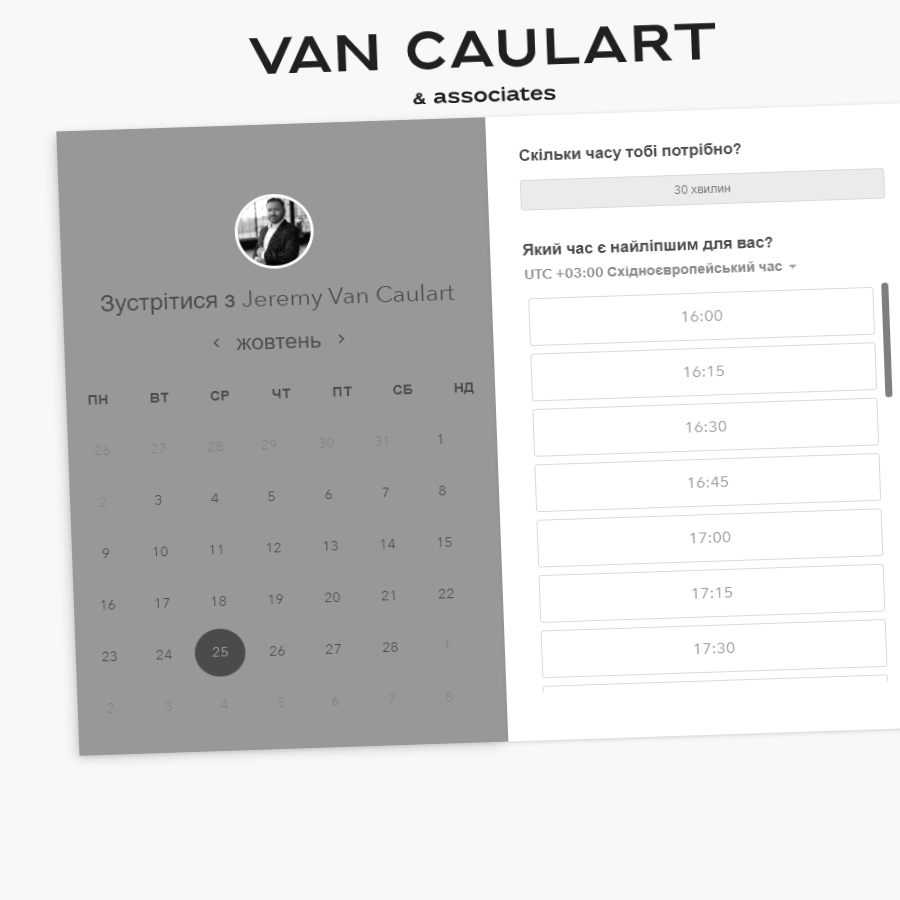 VAN CAULART
& associates
Зустрітися з Jeremy Van Caulart
‹ жовтень ›
ПН ВТ СР ЧТ ПТ СБ НД
26 27 28 29 30 31 1
2 3 4 5 6 7 8
9 10 11 12 13 14 15
16 17 18 19 20 21 22
23 24 25 26 27 28 1
2 3 4 5 6 7 8
Скільки часу тобі потрібно?
30 хвилин
Який час є найліпшим для вас?
UTC +03:00 Східноєвропейський час
16:00
16:15
16:30
16:45
17:00
17:15
17:30